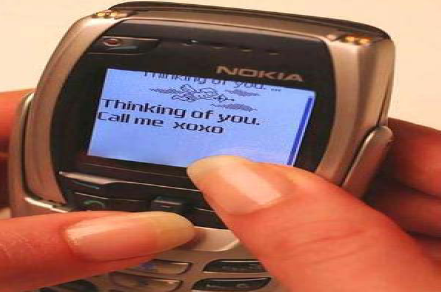 NOKIA
Thinking of you. ...
Thinking of you.
Call me xoxo